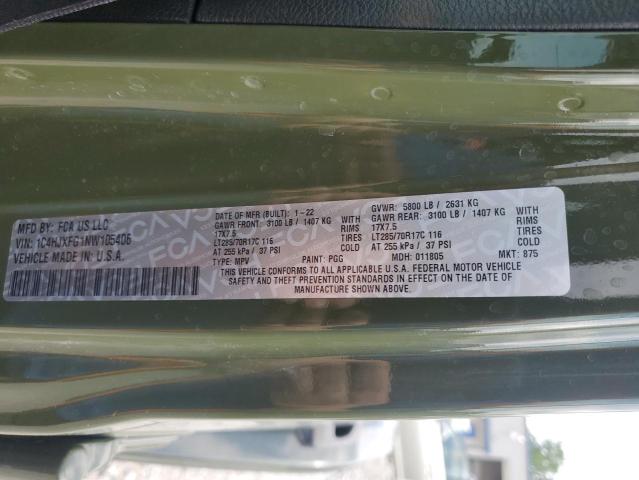 MFD BY: FCA US LLC
DATE OF MFR (BUILT): 1-22
GVWR: 5800 LB / 2631 KG
VIN: 1C4HJXFG1NW105406
GAWR FRONT: 3100 LB / 1407 KG WITH
GAWR REAR: 3100 LB / 1407 KG WITH
VEHICLE MADE IN: U.S.A.
17X7.5 RIMS
17X7.5 RIMS
LT285/70R17C 116 TIRES
LT285/70R17C 116 TIRES
AT 255 kPa / 37 PSI
AT 255 kPa / 37 PSI
TYPE: MPV PAINT: PGG MDH: 011805 MKT: 875
THIS VEHICLE CONFORMS TO ALL APPLICABLE U.S.A. FEDERAL MOTOR VEHICLE
SAFETY AND THEFT PREVENTION STANDARDS IN EFFECT ON THE DATE OF
MANUFACTURE SHOWN ABOVE.